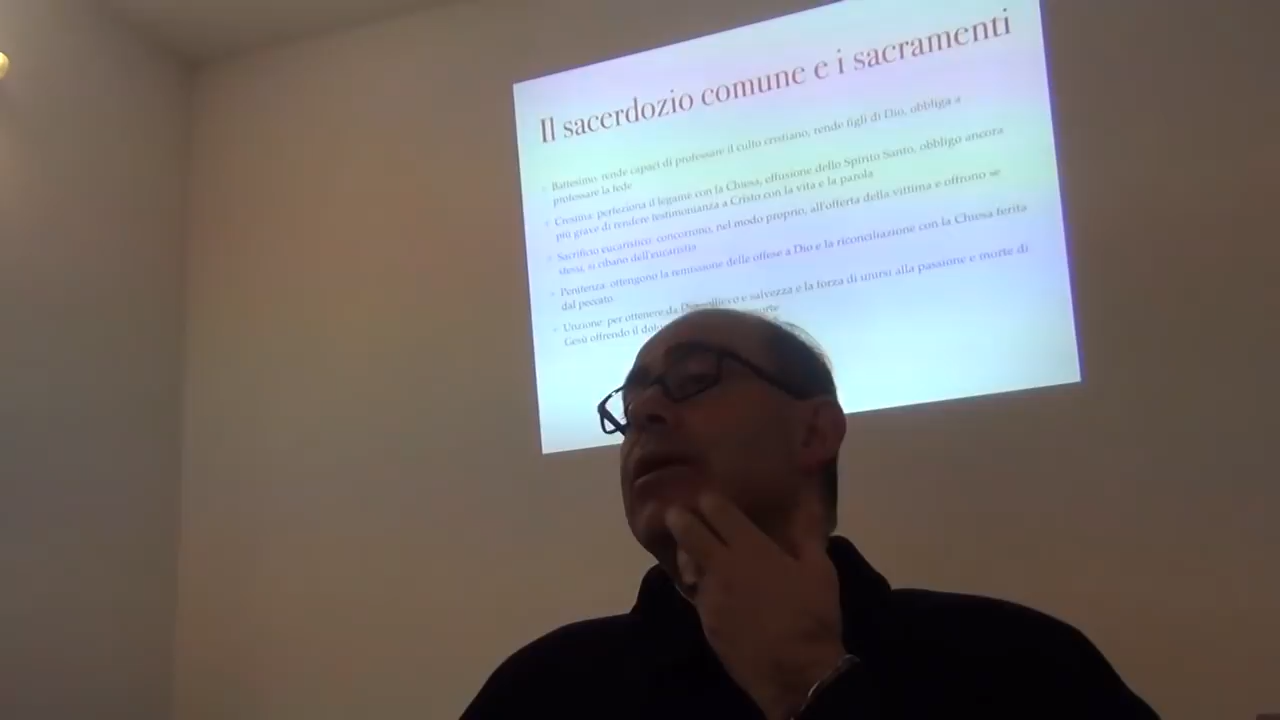 Il sacerdozio comune e i sacramenti
Battesimo: rende capaci di professare il culto cristiano, rende figli di Dio, obbliga a
professare la fede
Cresima: perfeziona il legame con la Chiesa, effusione dello Spirito Santo, obbligo ancora
più grave di rendere testimonianza a Cristo con la vita e la parola
Sacrificio eucaristico: concorrono, nel modo proprio, all'offerta della vittima e offrono se
stessi, si cibano dell'eucaristia
Penitenza: ottengono la remissione delle offese a Dio e la riconciliazione con la Chiesa ferita
dal peccato
Unzione: per ottenere da Dio sollievo e salvezza e la forza di unirsi alla passione e morte di
Gesù offrendo il